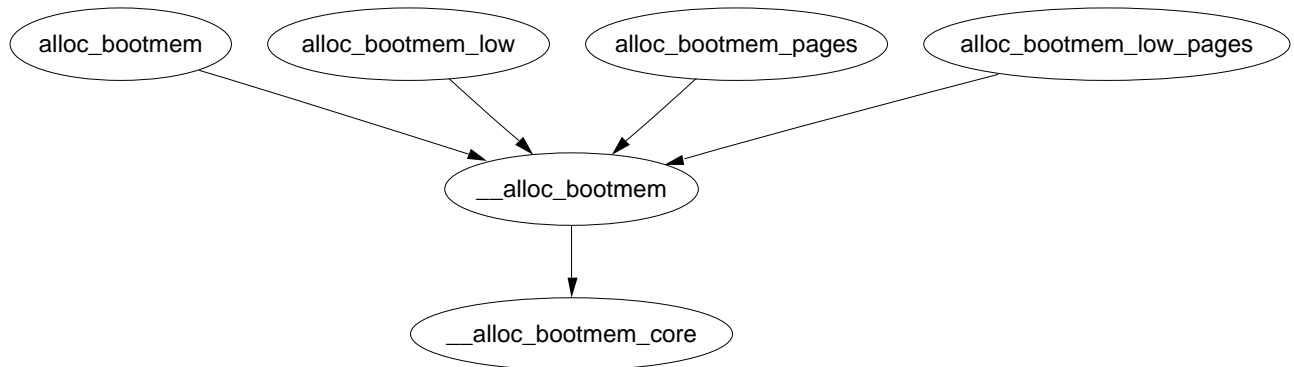 alloc_bootmem
alloc_bootmem_low
alloc_bootmem_pages
alloc_bootmem_low_pages
__alloc_bootmem
__alloc_bootmem_core